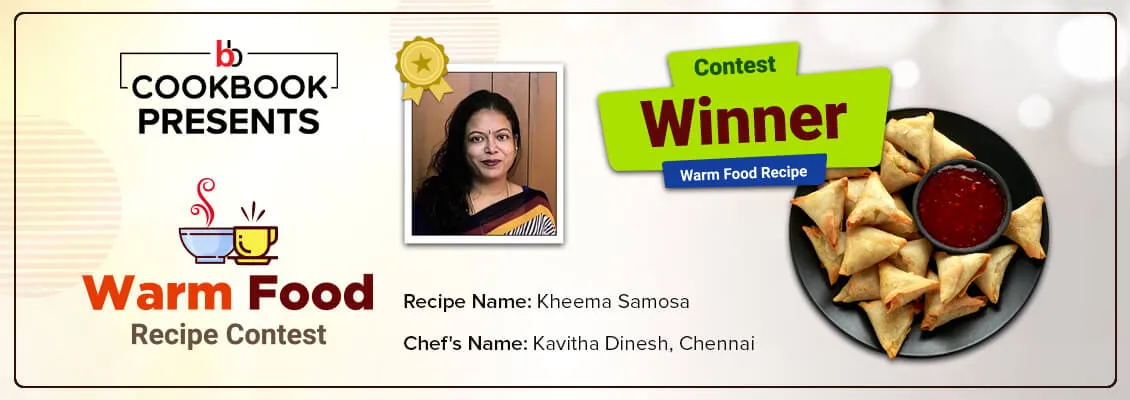 bb
COOKBOOK
PRESENTS
Warm Food
Recipe Contest
Recipe Name: Kheema Samosa
Chef's Name: Kavitha Dinesh, Chennai
Contest
Winner
Warm Food Recipe